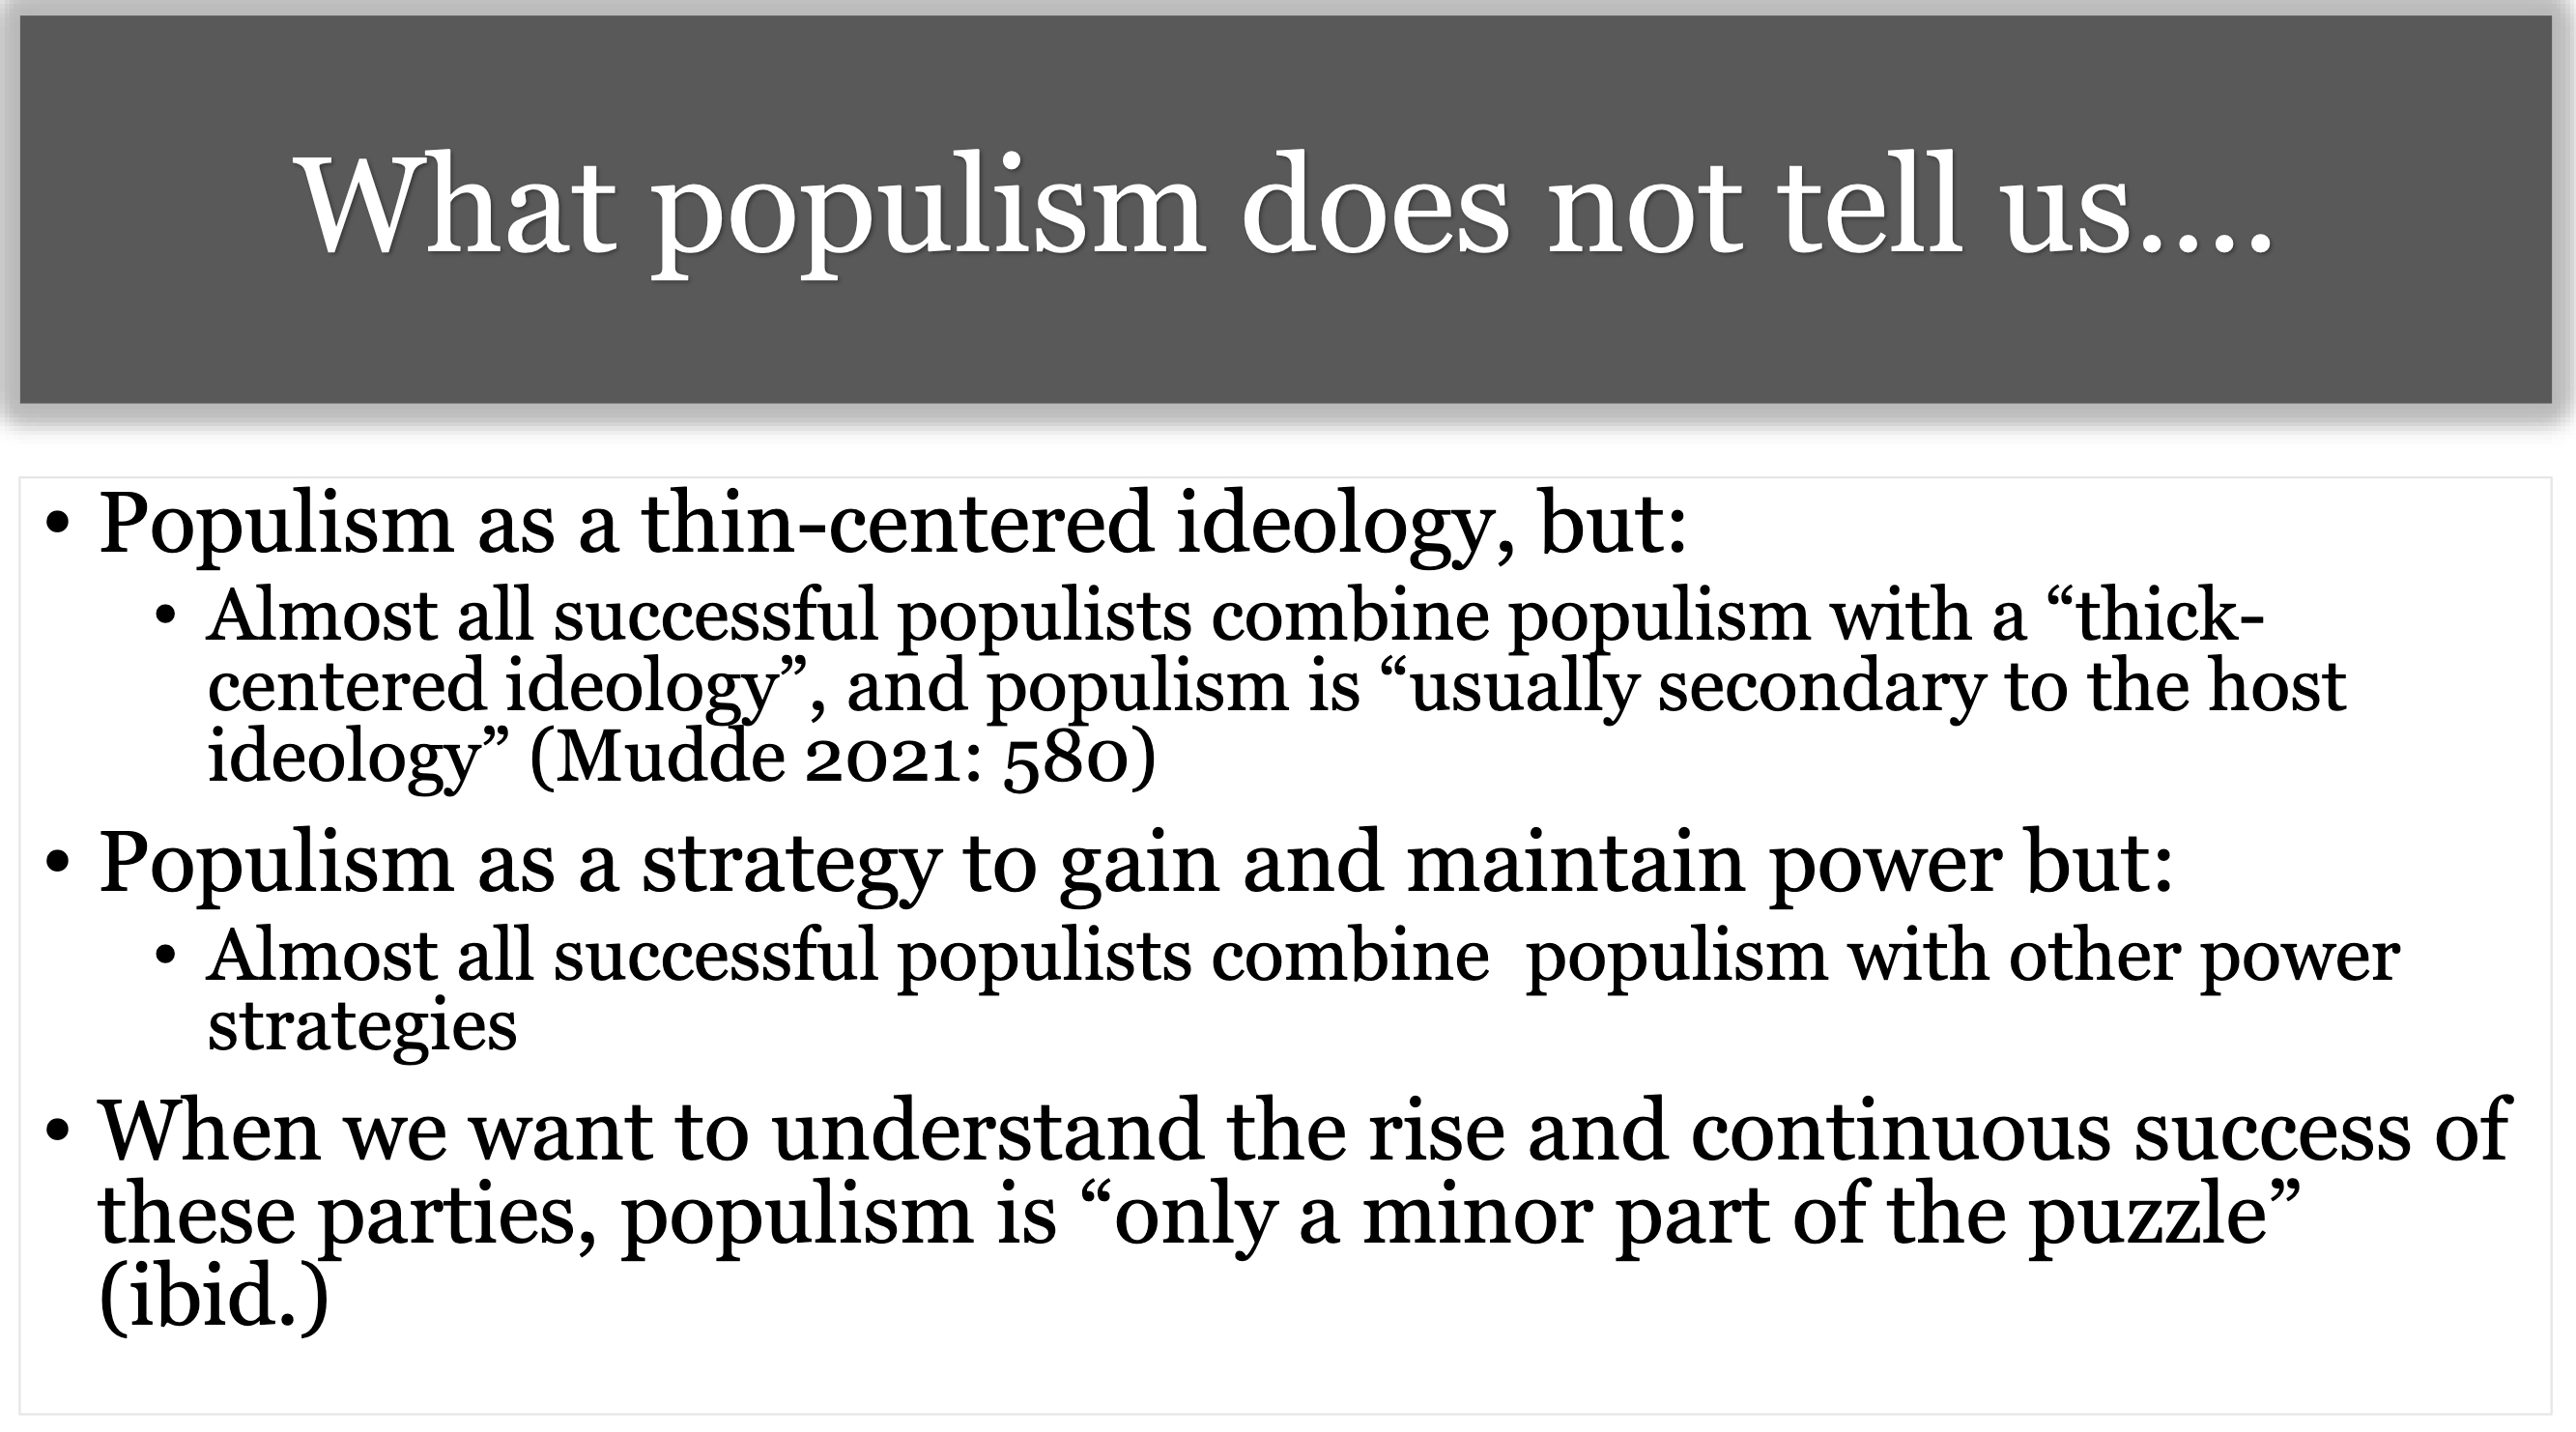 What populism does not tell us....
• Populism as a thin-centered ideology, but:
• Almost all successful populists combine populism with a “thick-
centered ideology”, and populism is “usually secondary to the host
ideology” (Mudde 2021: 580)
• Populism as a strategy to gain and maintain power but:
• Almost all successful populists combine  populism with other power
strategies
• When we want to understand the rise and continuous success of
these parties, populism is “only a minor part of the puzzle”
(ibid.)